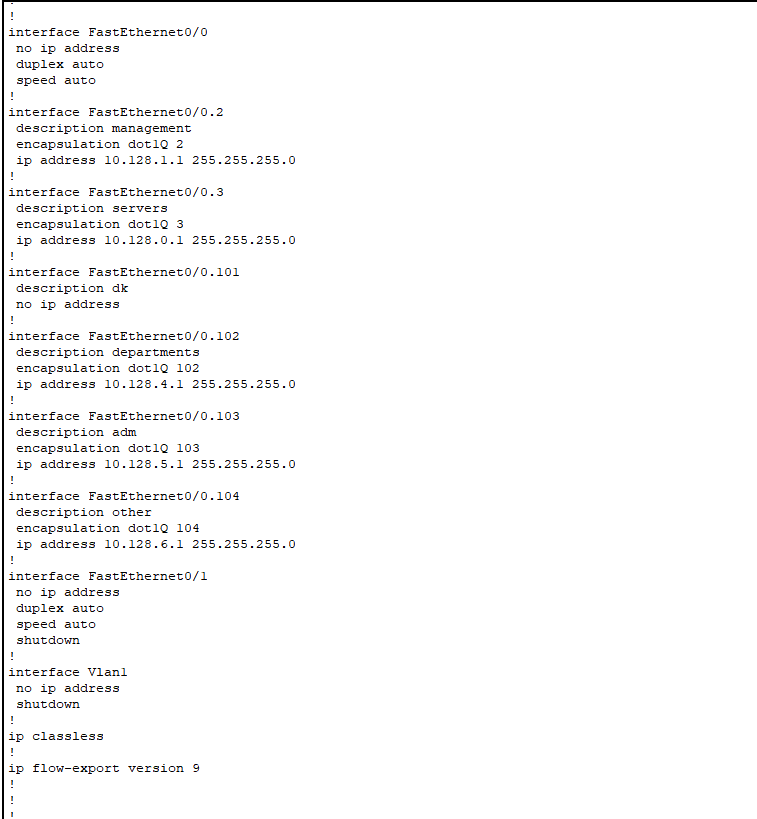 !
!
interface FastEthernet0/0
 no ip address
 duplex auto
 speed auto
!
interface FastEthernet0/0.2
 description management
 encapsulation dot1Q 2
 ip address 10.128.1.1 255.255.255.0
!
interface FastEthernet0/0.3
 description servers
 encapsulation dot1Q 3
 ip address 10.128.0.1 255.255.255.0
!
interface FastEthernet0/0.101
 description dk
 no ip address
!
interface FastEthernet0/0.102
 description departments
 encapsulation dot1Q 102
 ip address 10.128.4.1 255.255.255.0
!
interface FastEthernet0/0.103
 description adm
 encapsulation dot1Q 103
 ip address 10.128.5.1 255.255.255.0
!
interface FastEthernet0/0.104
 description other
 encapsulation dot1Q 104
 ip address 10.128.6.1 255.255.255.0
!
interface FastEthernet0/1
 no ip address
 duplex auto
 speed auto
 shutdown
!
interface Vlan1
 no ip address
 shutdown
!
ip classless
!
ip flow-export version 9
!
!
!